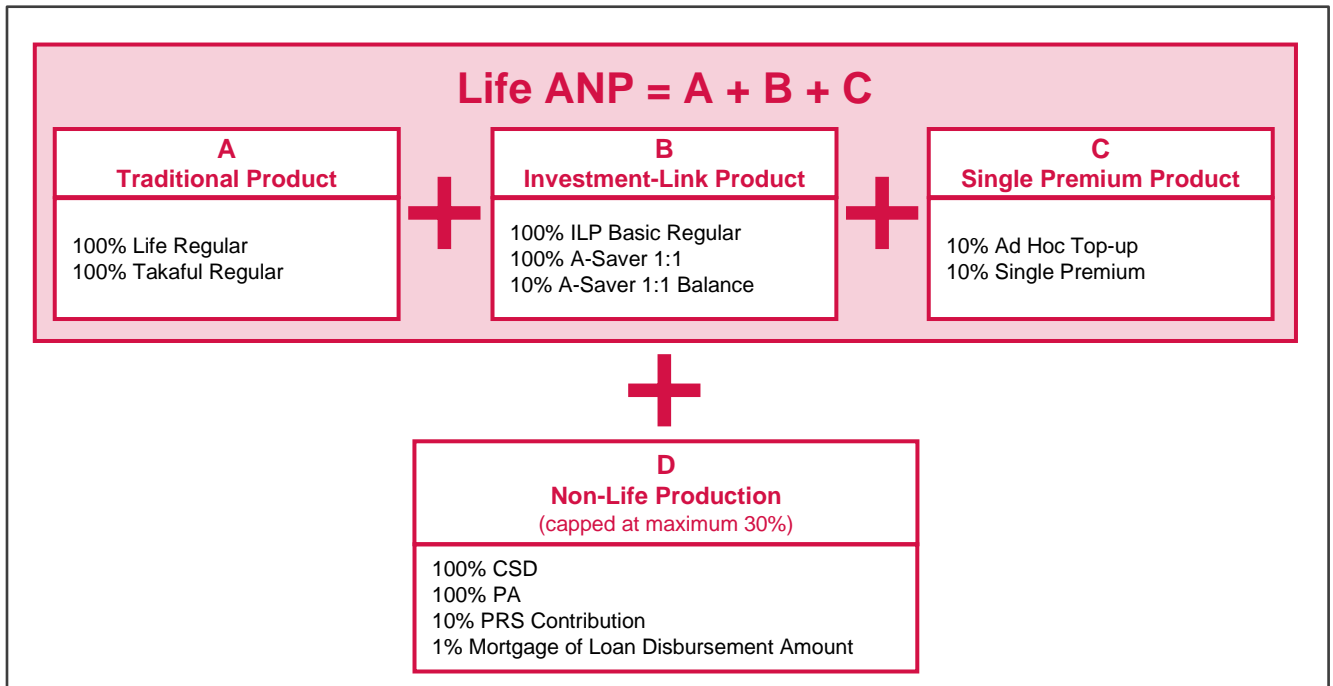 Life ANP = A + B + C
A
Traditional Product
100% Life Regular
100% Takaful Regular
+
B
Investment-Link Product
100% ILP Basic Regular
100% A-Saver 1:1
10% A-Saver 1:1 Balance
+
C
Single Premium Product
10% Ad Hoc Top-up
10% Single Premium
+
D
Non-Life Production
(capped at maximum 30%)
100% CSD
100% PA
10% PRS Contribution
1% Mortgage of Loan Disbursement Amount